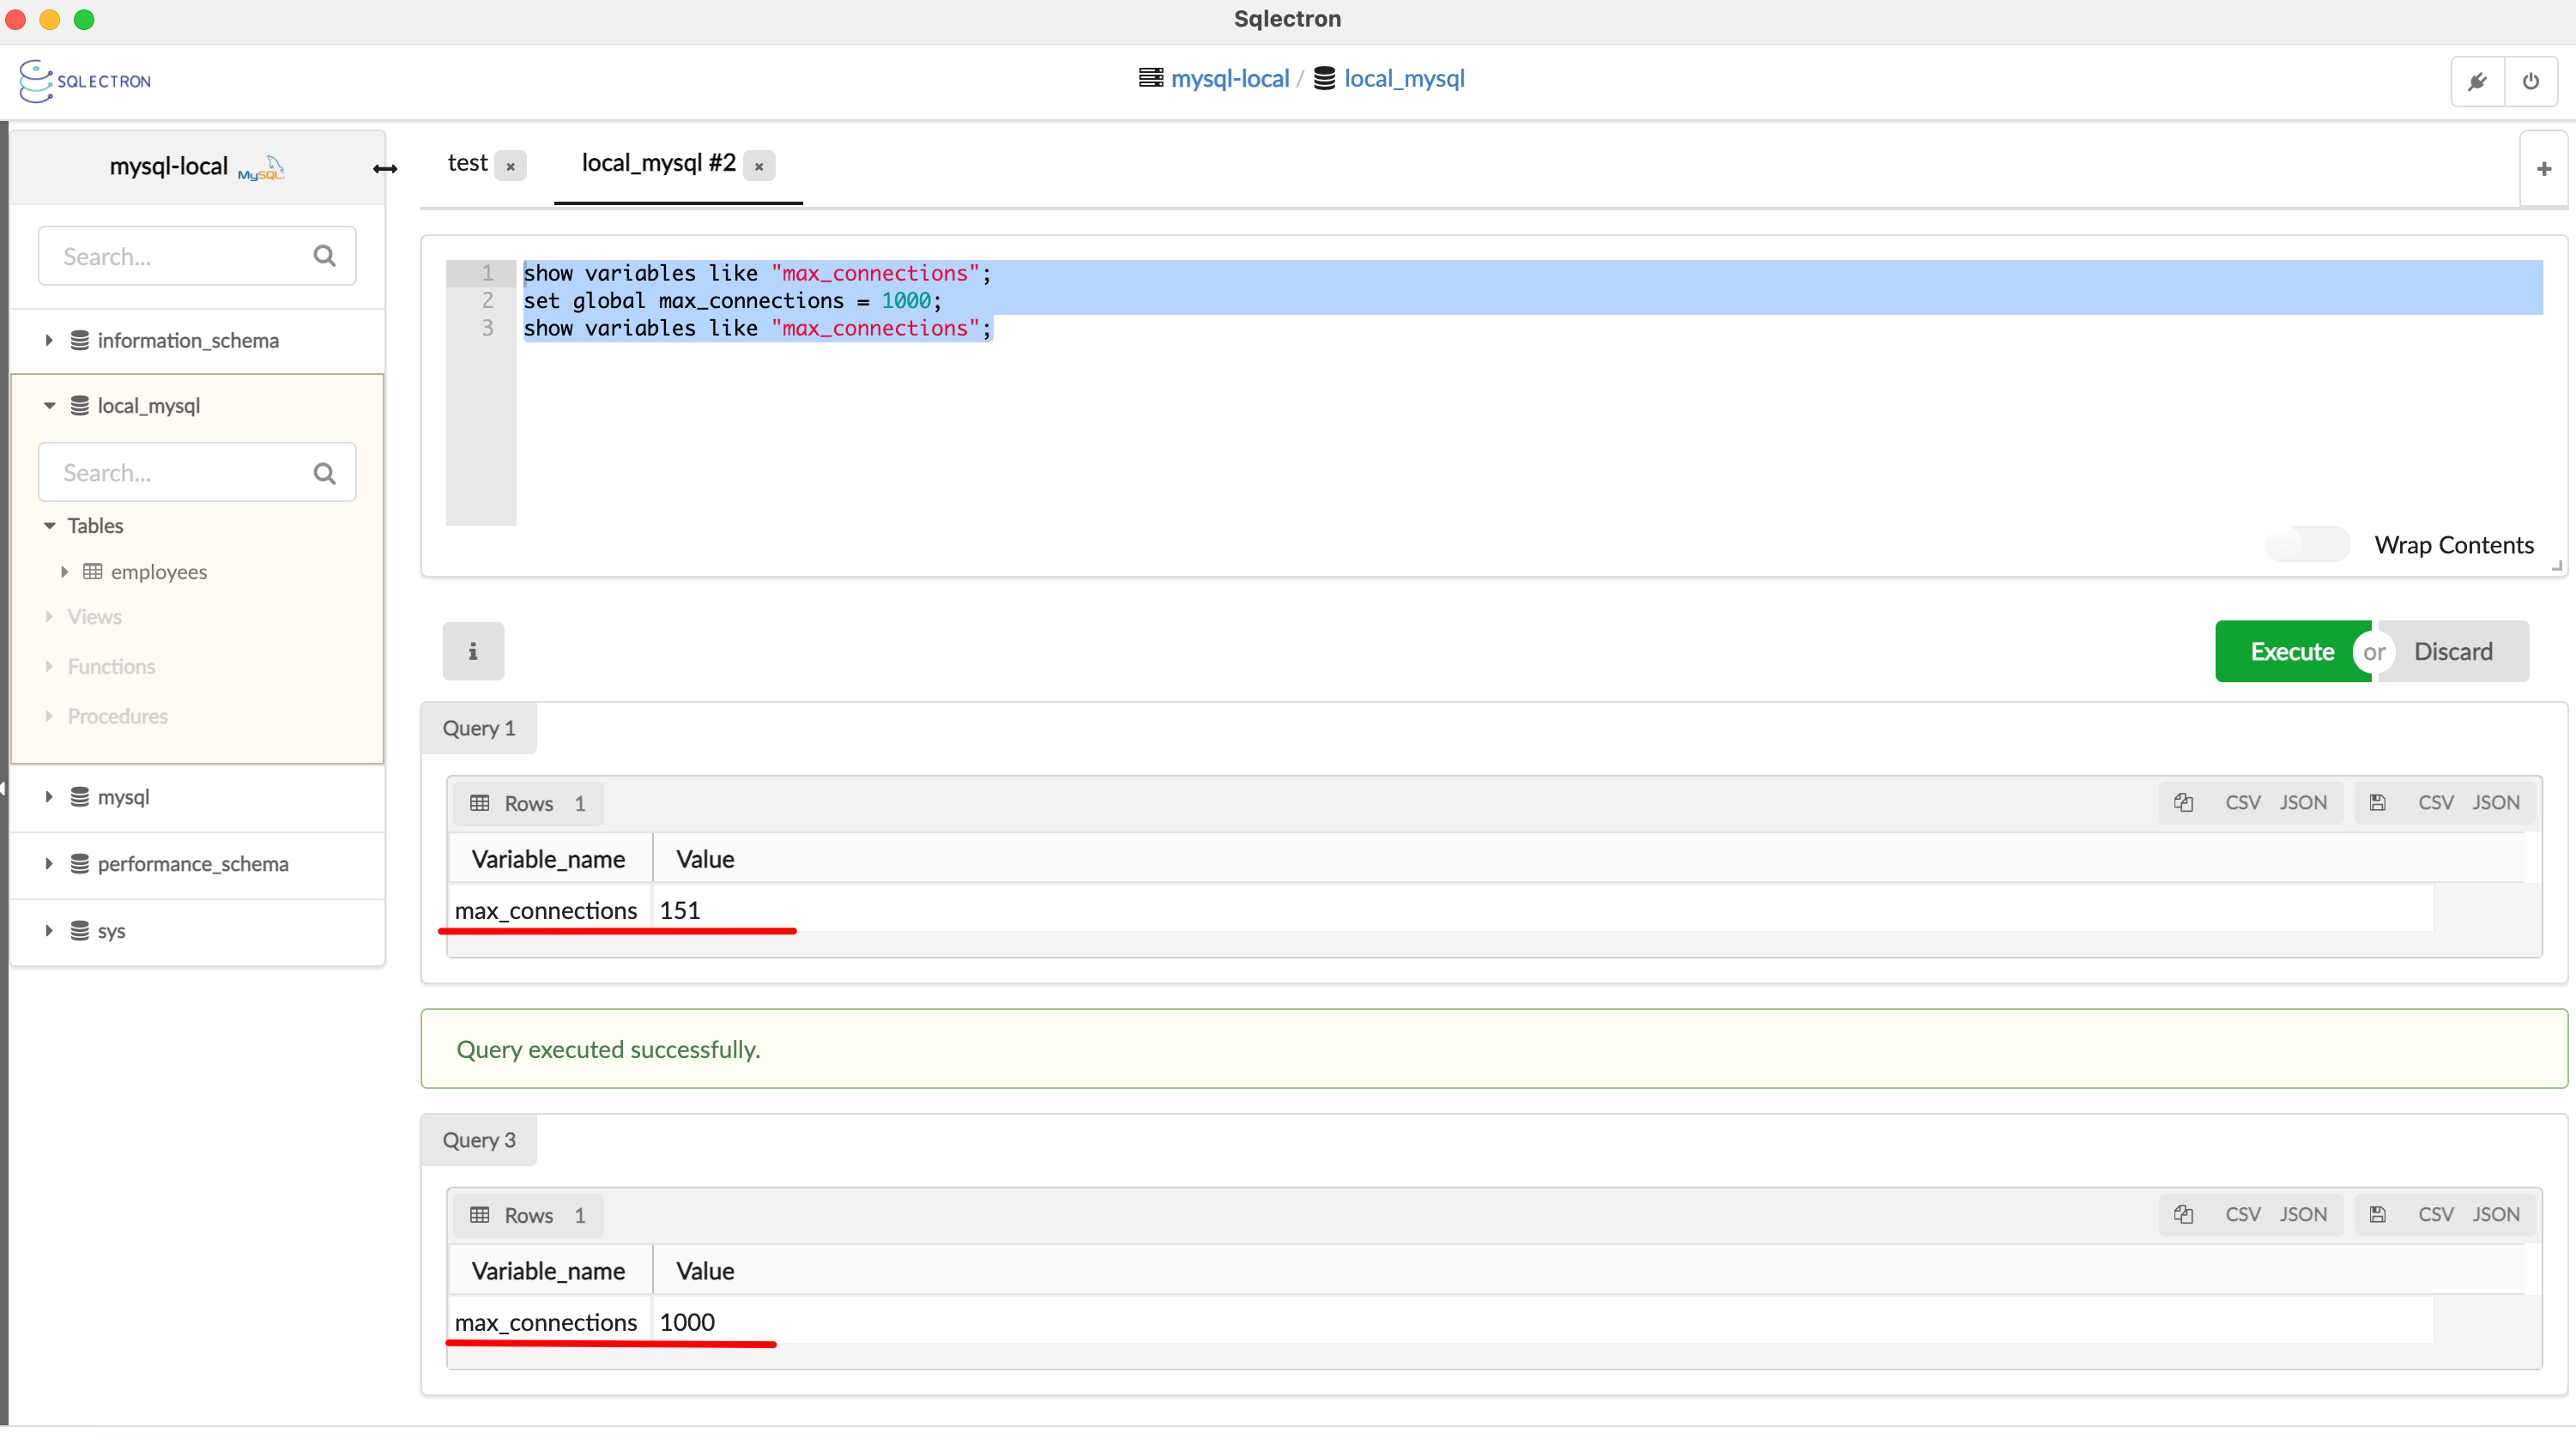 Sqlectron
SQLECTRON
mysql-local / local_mysql
mysql-local MySQL
test local_mysql #2
Search...
information_schema
local_mysql
Search...
Tables
employees
Views
Functions
Procedures
mysql
performance_schema
sys
1 show variables like "max_connections";
2 set global max_connections = 1000;
3 show variables like "max_connections";
Wrap Contents
Execute or Discard
Query 1
Rows 1 CSV JSON CSV JSON
Variable_name Value
max_connections 151
Query executed successfully.
Query 3
Rows 1 CSV JSON CSV JSON
Variable_name Value
max_connections 1000